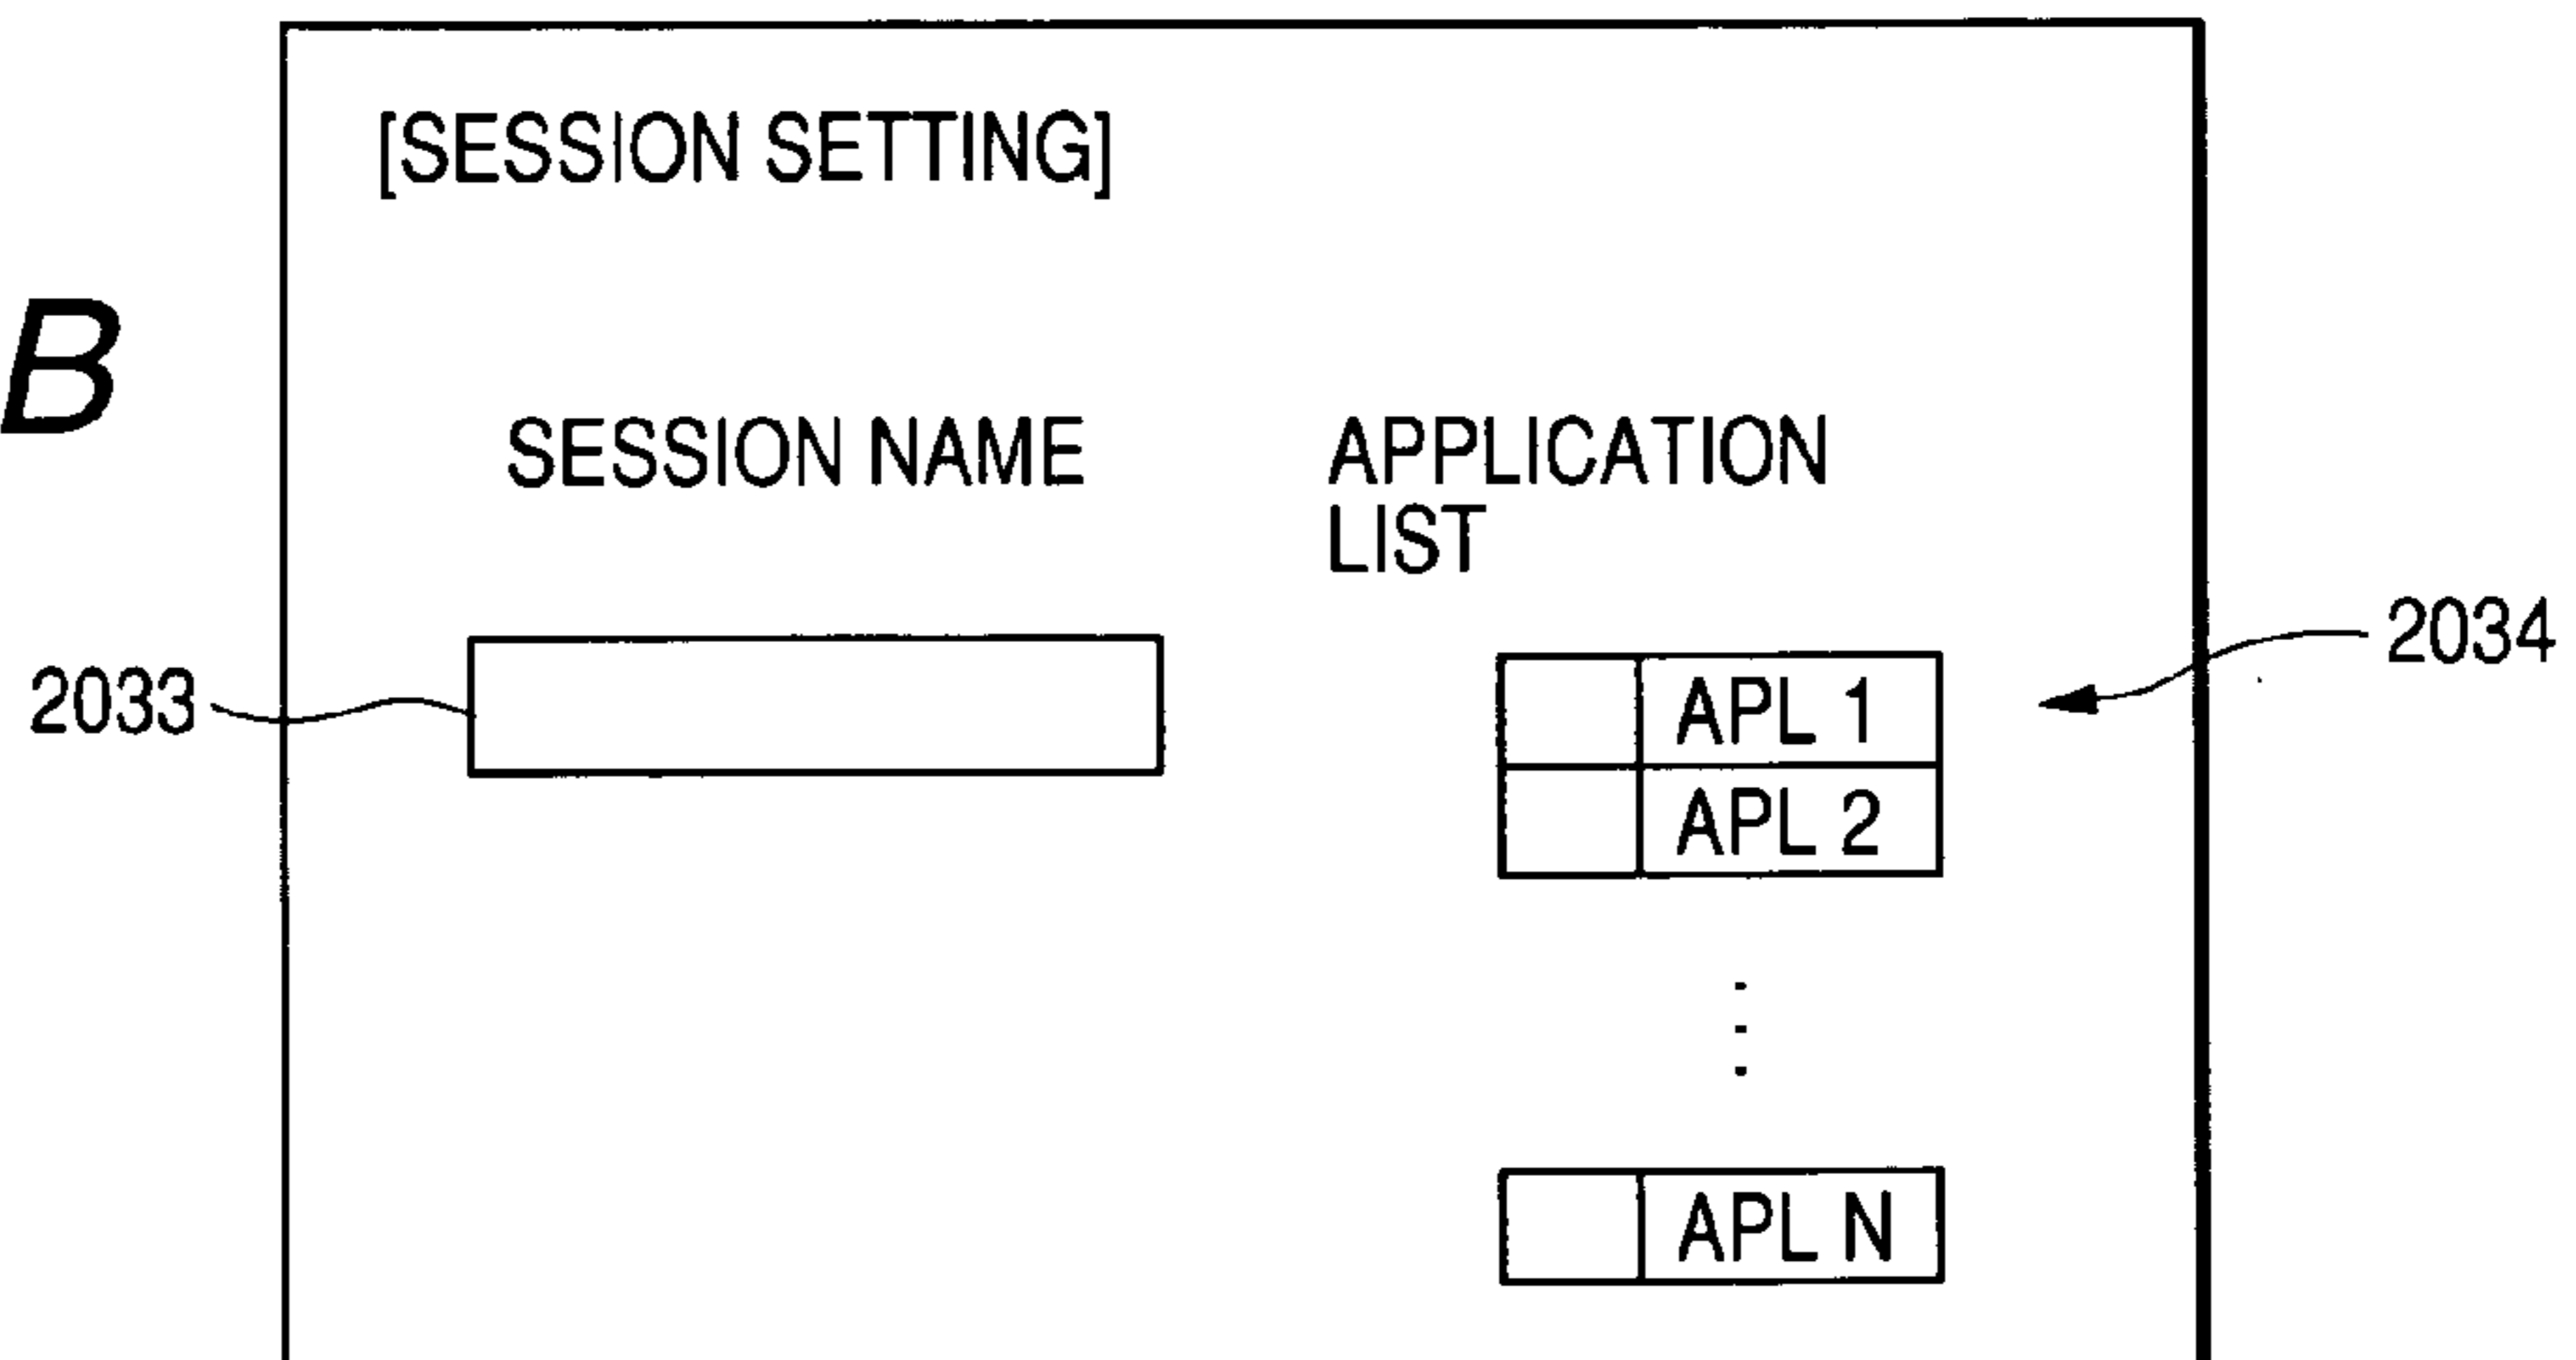 [SESSION SETTING]
B
SESSION NAME
APPLICATION
LIST
2033
2034
APL 1
APL 2
APL N